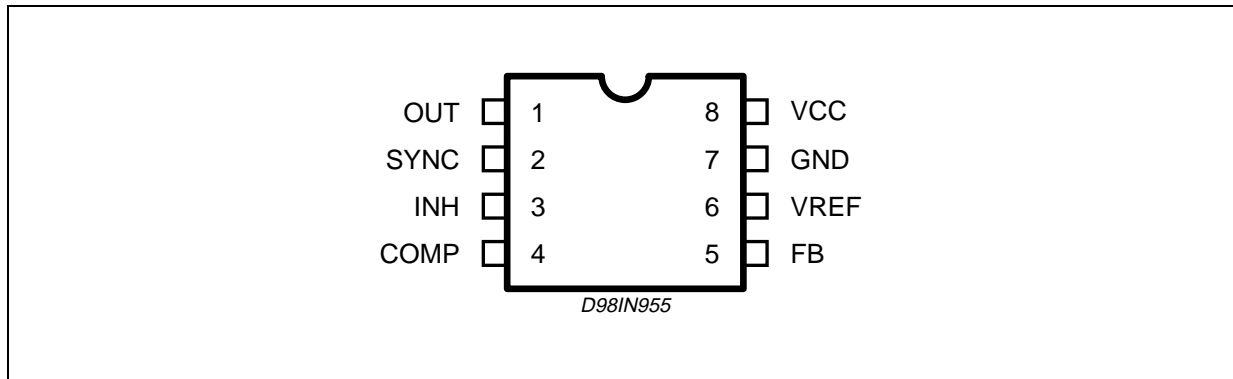 OUT 1 8 VCC
SYNC 2 7 GND
INH 3 6 VREF
COMP 4 5 FB
D98IN955